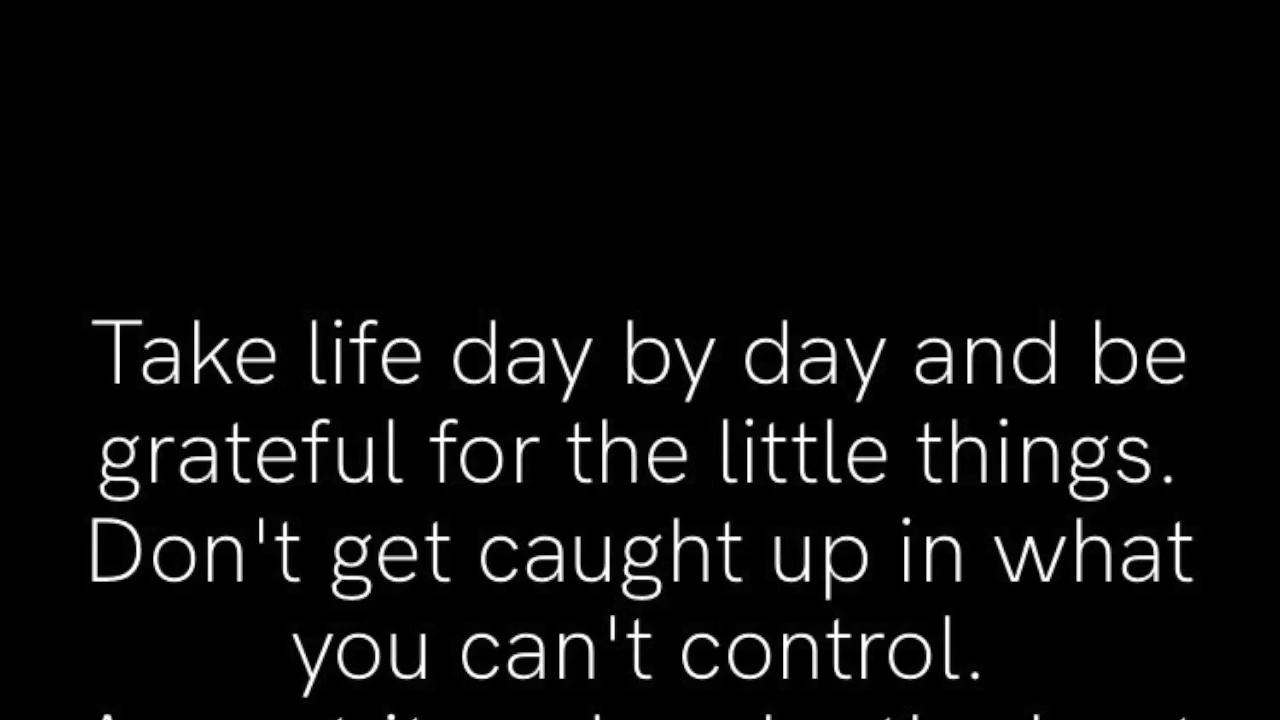 Take life day by day and be
grateful for the little things.
Don't get caught up in what
you can't control.